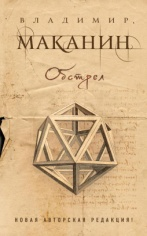 ВЛАДИМИР
МАКАНИН
Обстрел
НОВАЯ АВТОРСКАЯ РЕДАКЦИЯ!